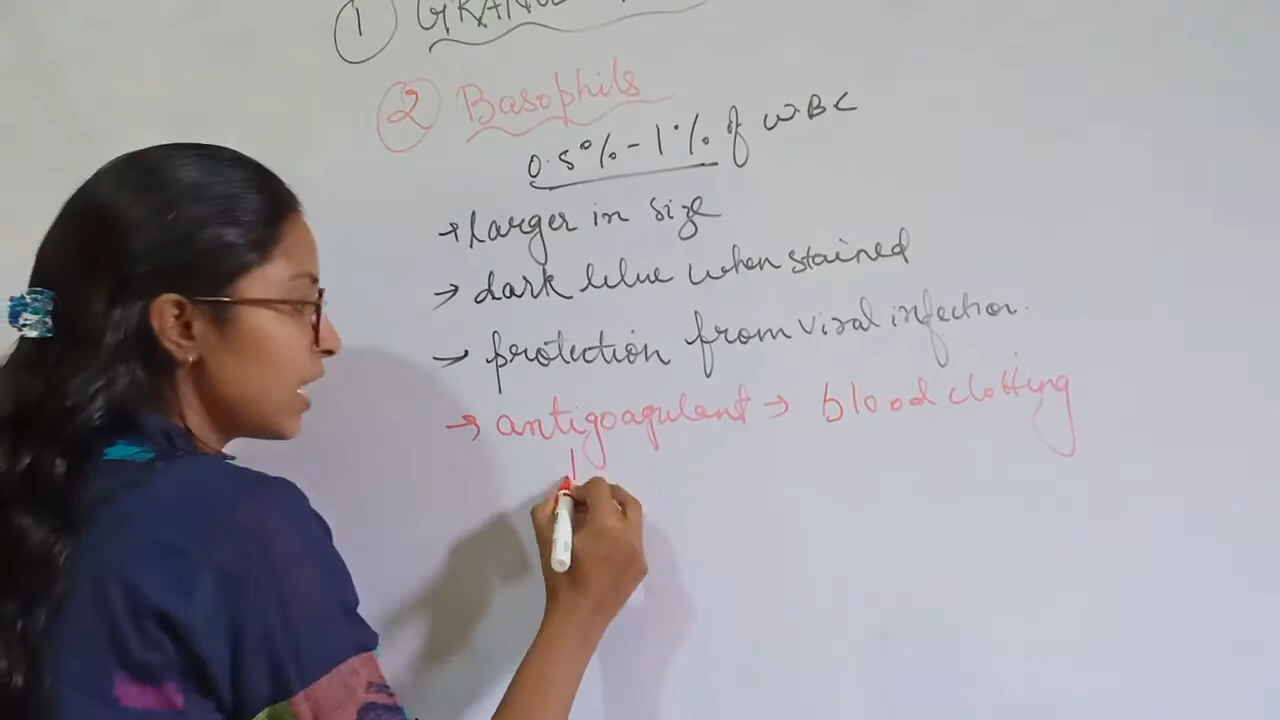 ①
② Basophils
0.5% - 1% of WBC
→ Larger in size
→ dark blue when stained
→ protection from viral infection.
→ antigoagulent → blood clotting